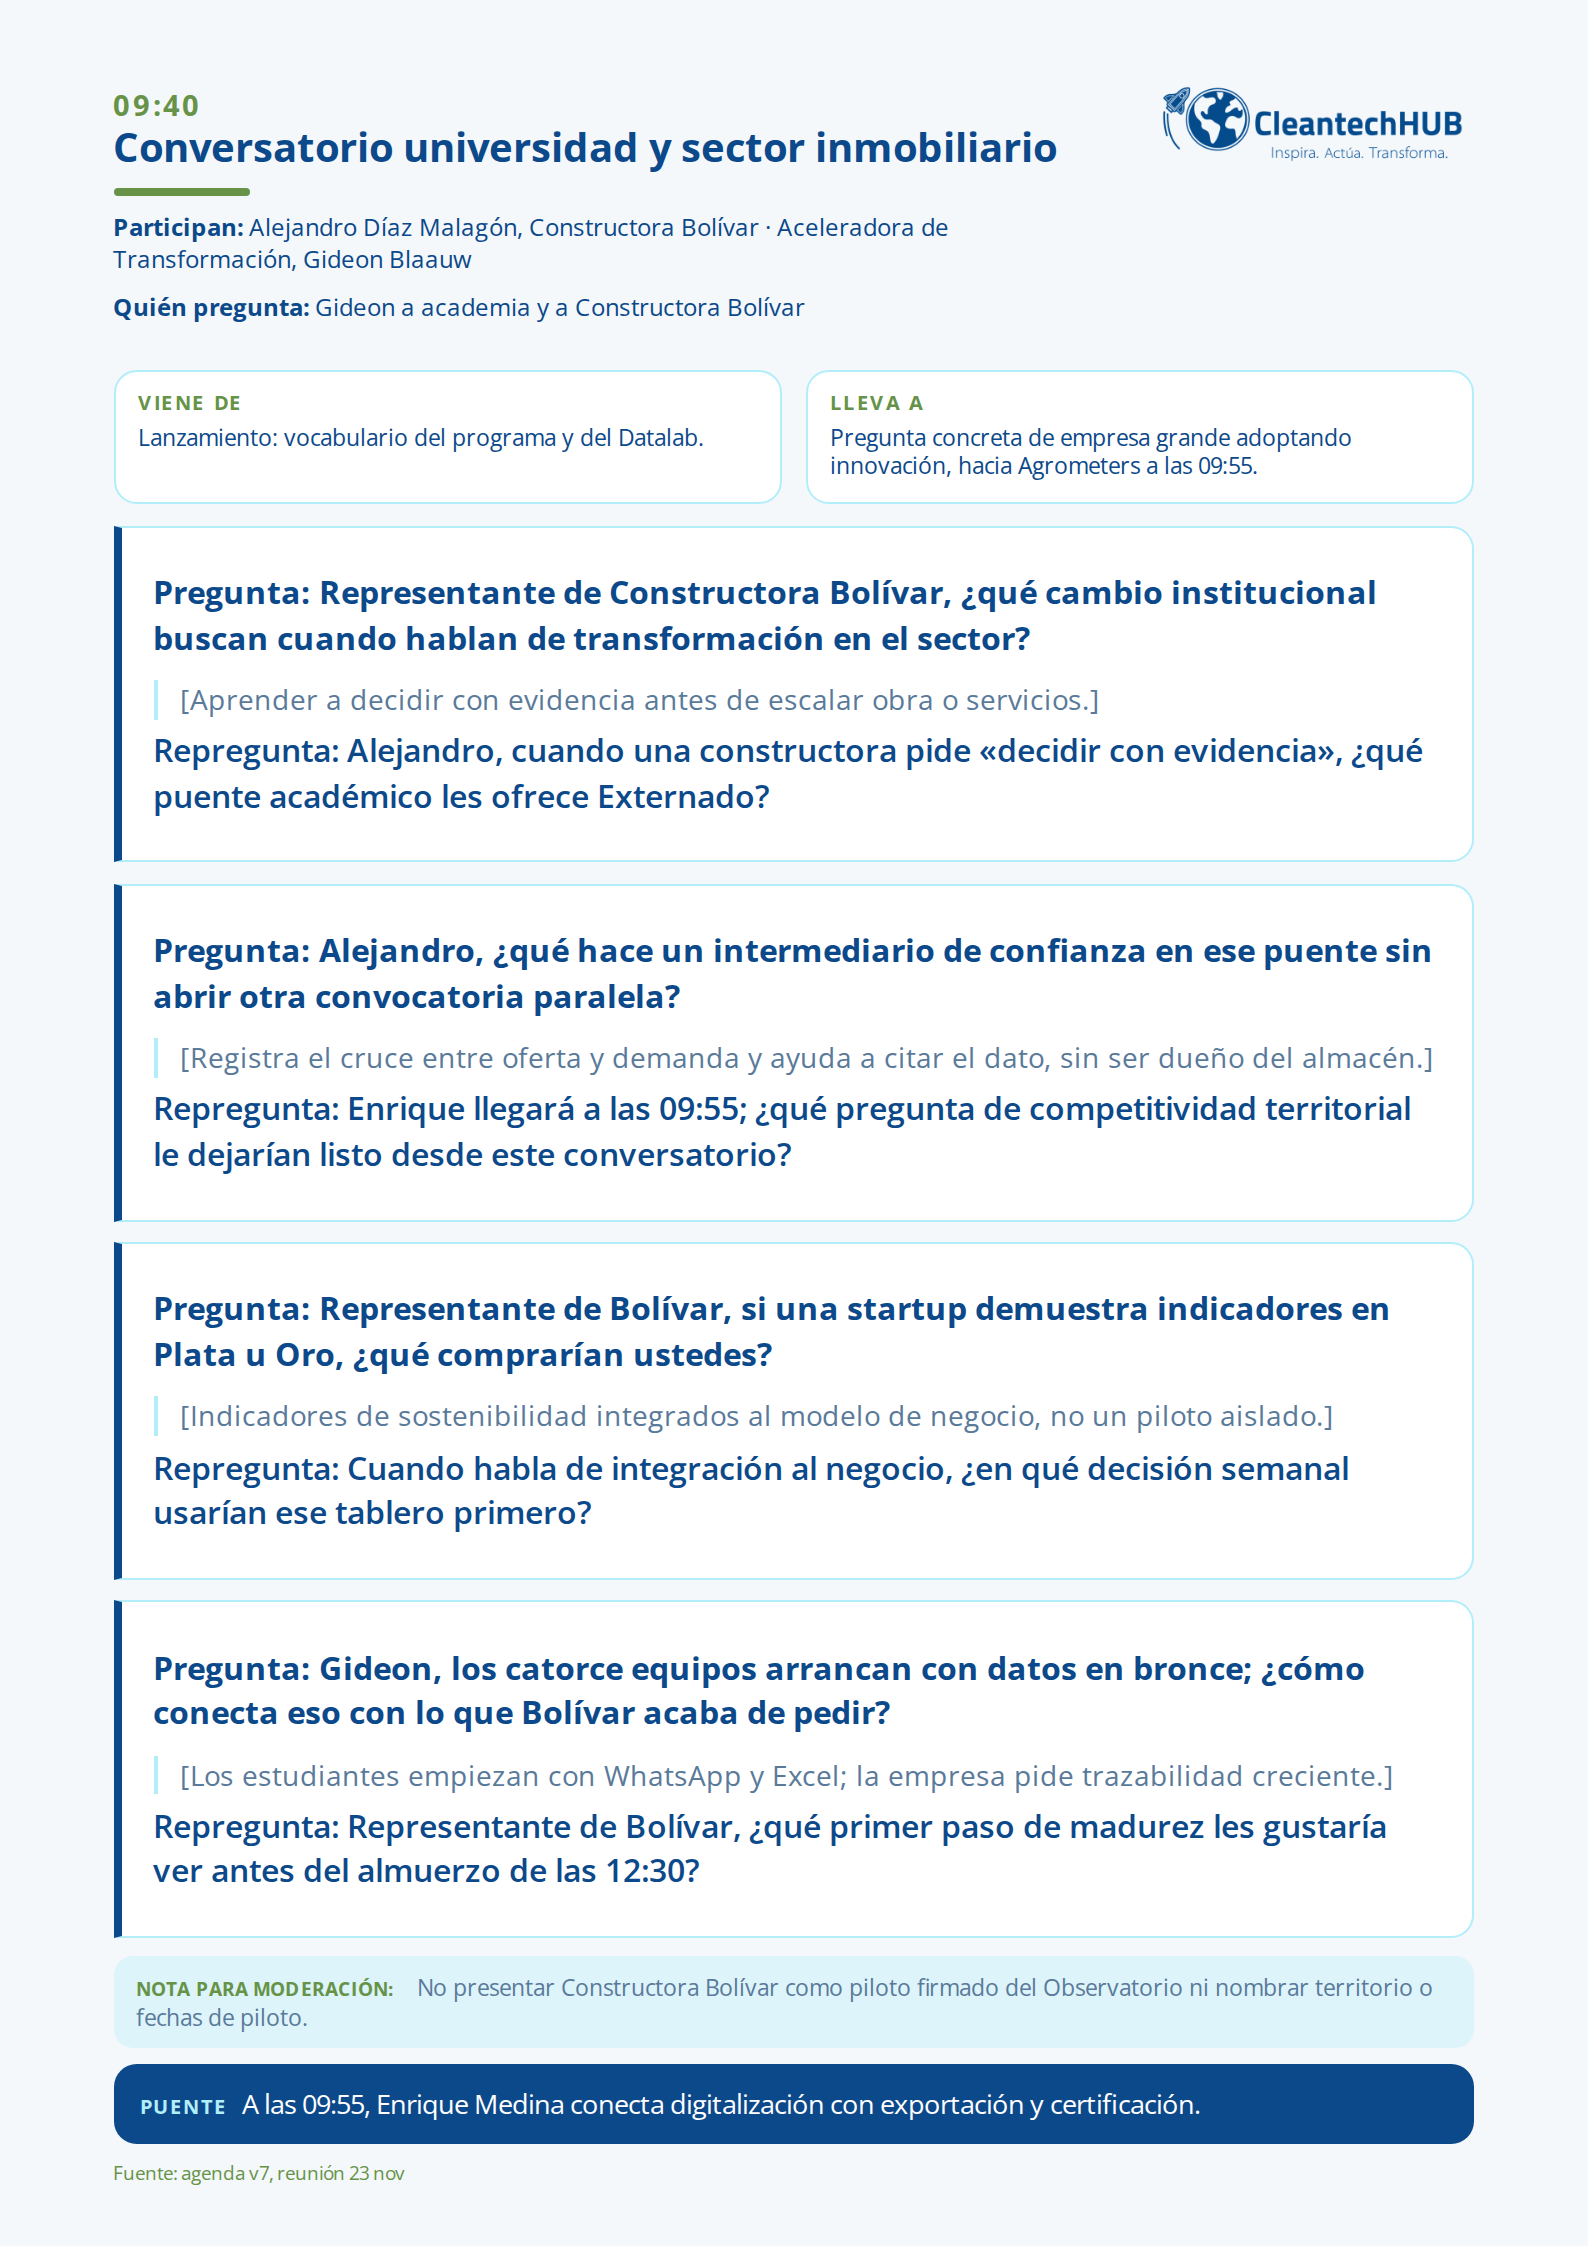 09:40
Conversatorio universidad y sector inmobiliario
CleantechHUB
Inspira. Actúa. Transforma.
Participan: Alejandro Díaz Malagón, Constructora Bolívar · Aceleradora de
Transformación, Gideon Blaauw
Quién pregunta: Gideon a academia y a Constructora Bolívar
VIENE DE
Lanzamiento: vocabulario del programa y del Datalab.
LLEVA A
Pregunta concreta de empresa grande adoptando
innovación, hacia Agrometers a las 09:55.
Pregunta: Representante de Constructora Bolívar, ¿qué cambio institucional
buscan cuando hablan de transformación en el sector?
[Aprender a decidir con evidencia antes de escalar obra o servicios.]
Repregunta: Alejandro, cuando una constructora pide «decidir con evidencia», ¿qué
puente académico les ofrece Externado?
Pregunta: Alejandro, ¿qué hace un intermediario de confianza en ese puente sin
abrir otra convocatoria paralela?
[Registra el cruce entre oferta y demanda y ayuda a citar el dato, sin ser dueño del almacén.]
Repregunta: Enrique llegará a las 09:55; ¿qué pregunta de competitividad territorial
le dejarían listo desde este conversatorio?
Pregunta: Representante de Bolívar, si una startup demuestra indicadores en
Plata u Oro, ¿qué comprarían ustedes?
[Indicadores de sostenibilidad integrados al modelo de negocio, no un piloto aislado.]
Repregunta: Cuando habla de integración al negocio, ¿en qué decisión semanal
usarían ese tablero primero?
Pregunta: Gideon, los catorce equipos arrancan con datos en bronce; ¿cómo
conecta eso con lo que Bolívar acaba de pedir?
[Los estudiantes empiezan con WhatsApp y Excel; la empresa pide trazabilidad creciente.]
Repregunta: Representante de Bolívar, ¿qué primer paso de madurez les gustaría
ver antes del almuerzo de las 12:30?
NOTA PARA MODERACIÓN: No presentar Constructora Bolívar como piloto firmado del Observatorio ni nombrar territorio o
fechas de piloto.
PUENTE A las 09:55, Enrique Medina conecta digitalización con exportación y certificación.
Fuente: agenda v7, reunión 23 nov